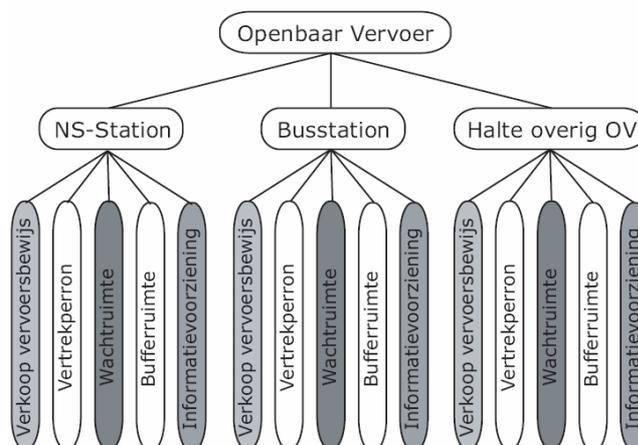 Openbaar Vervoer
NS-Station
Busstation
Halte overig OV
Verkoop vervoersbewijs
Vertrekperron
Wachtruimte
Bufferruimte
Informatievoorziening
Verkoop vervoersbewijs
Vertrekperron
Wachtruimte
Bufferruimte
Informatievoorziening
Verkoop vervoersbewijs
Vertrekperron
Wachtruimte
Bufferruimte
Informatievoorziening